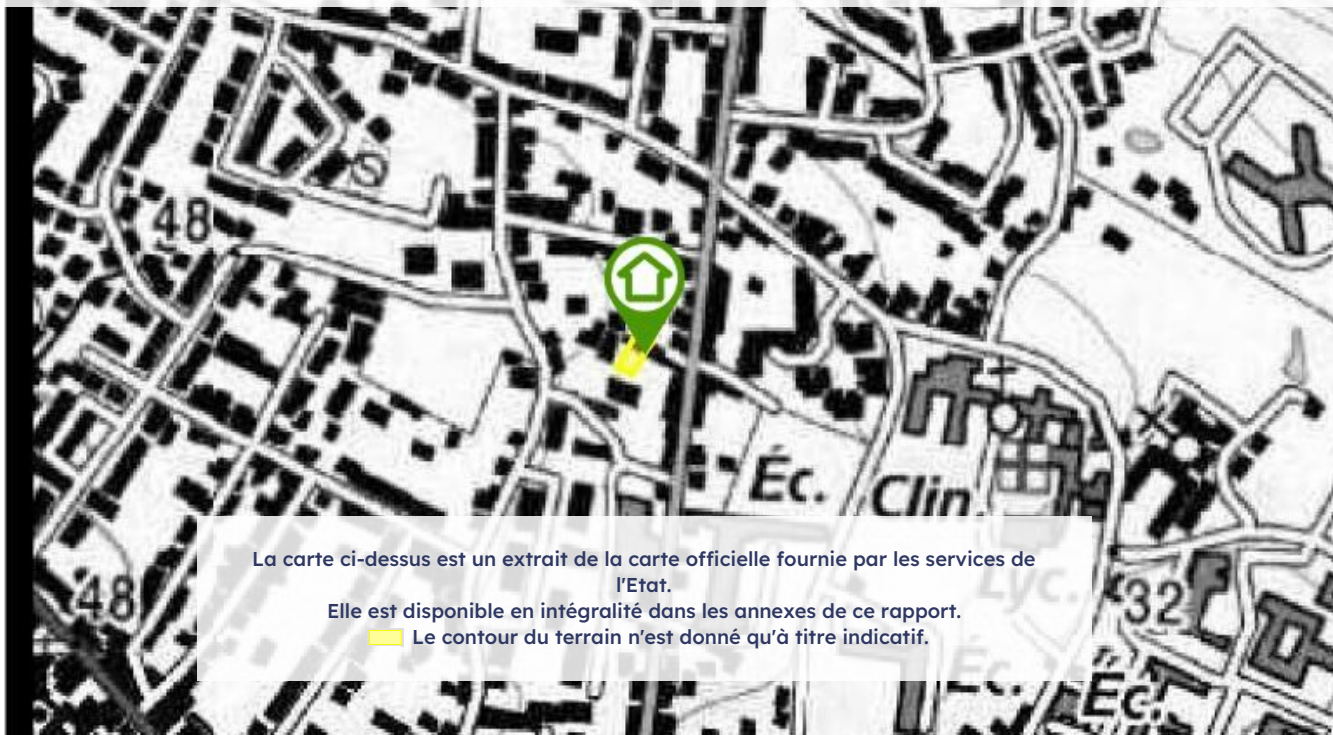 48
Éc.
Clin.
La carte ci-dessus est un extrait de la carte officielle fournie par les services de
l'Etat.
Elle est disponible en intégralité dans les annexes de ce rapport.
Le contour du terrain n'est donné qu'à titre indicatif.
Lyc.
48
32
Éc.
Éc.